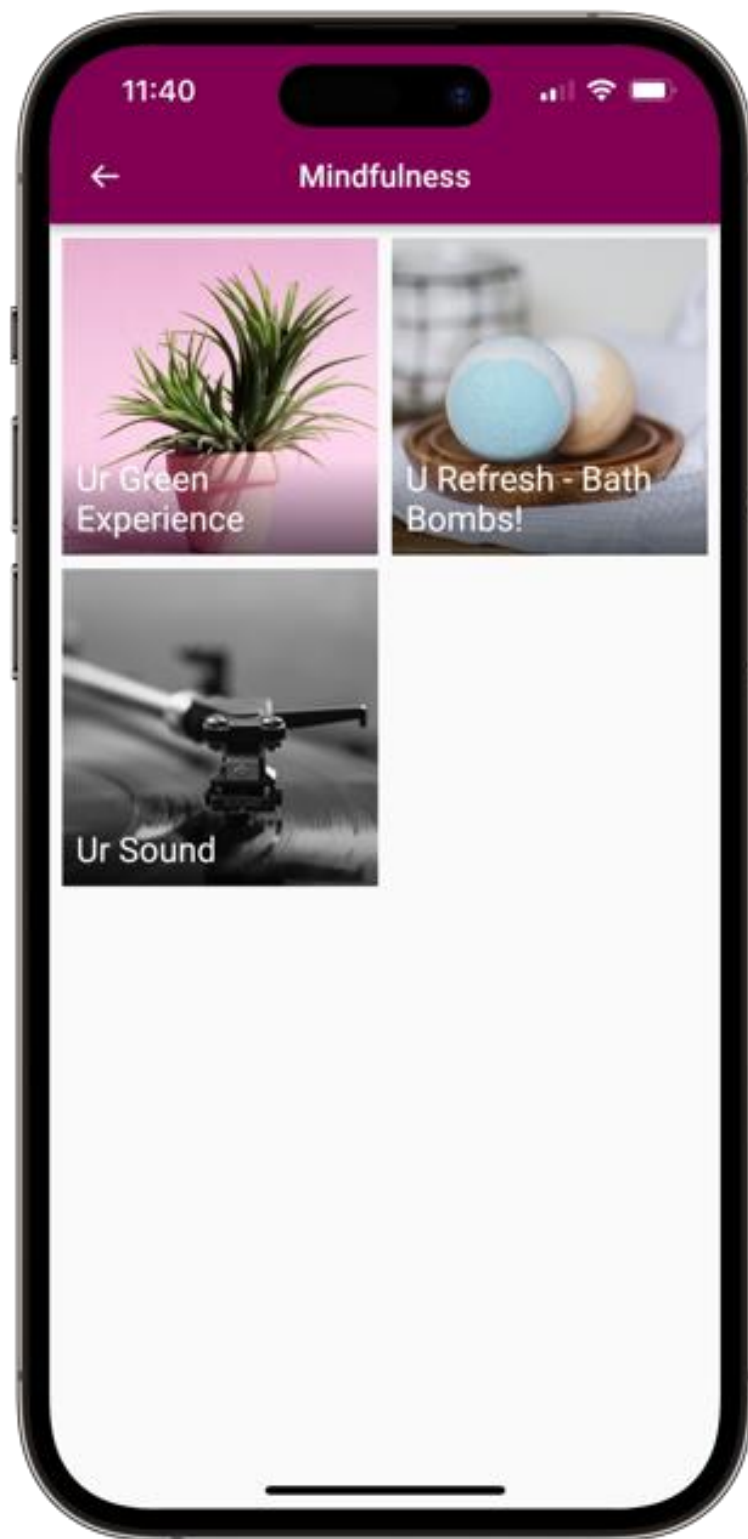 11:40
Mindfulness
Ur Green
Experience
U Refresh - Bath
Bombs!
Ur Sound